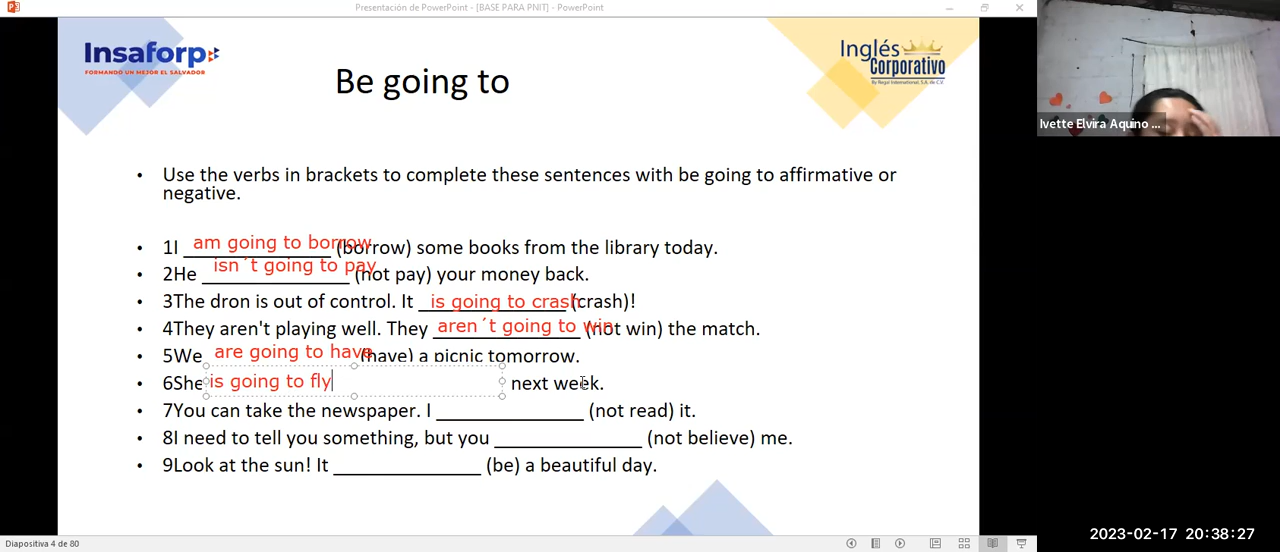 Presentación de PowerPoint - [BASE PARA PNIT] - PowerPoint
Insaforp
FORMANDO UN MEJOR EL SALVADOR
Inglés
Corporativo
By Regal International, S.A. de C.V.
Be going to
• Use the verbs in brackets to complete these sentences with be going to affirmative or
negative.
• 1I am going to borrow (borrow) some books from the library today.
• 2He isn´t going to pay (not pay) your money back.
• 3The dron is out of control. It is going to crash (crash)!
• 4They aren't playing well. They aren´t going to win (not win) the match.
• 5We are going to have (have) a picnic tomorrow.
• 6She is going to fly next week.
• 7You can take the newspaper. I ______________ (not read) it.
• 8I need to tell you something, but you ______________ (not believe) me.
• 9Look at the sun! It ______________ (be) a beautiful day.
Ivette Elvira Aquino ...
Diapositiva 4 de 80
2023-02-17 20:38:27